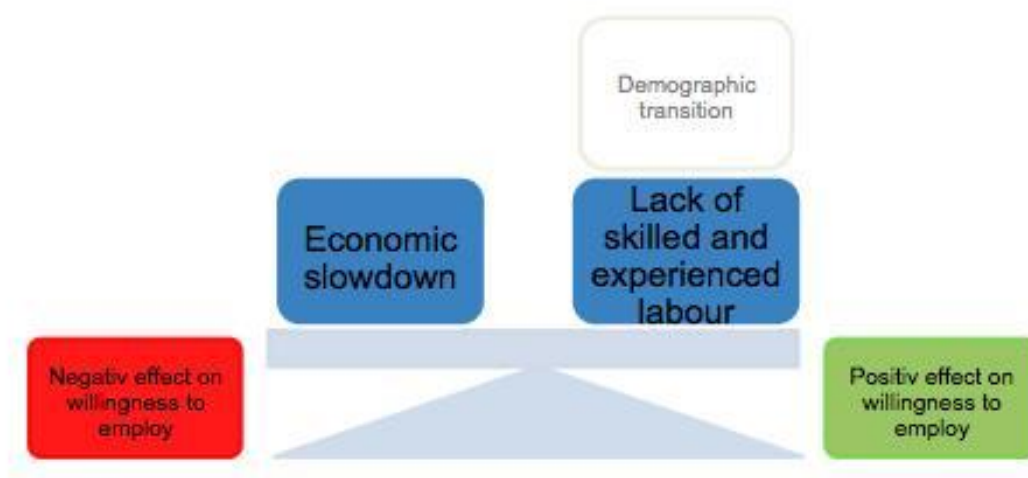 Demographic
transition
Economic
slowdown
Lack of
skilled and
experienced
labour
Negativ effect on
willingness to
employ
Positiv effect on
willingness to
employ